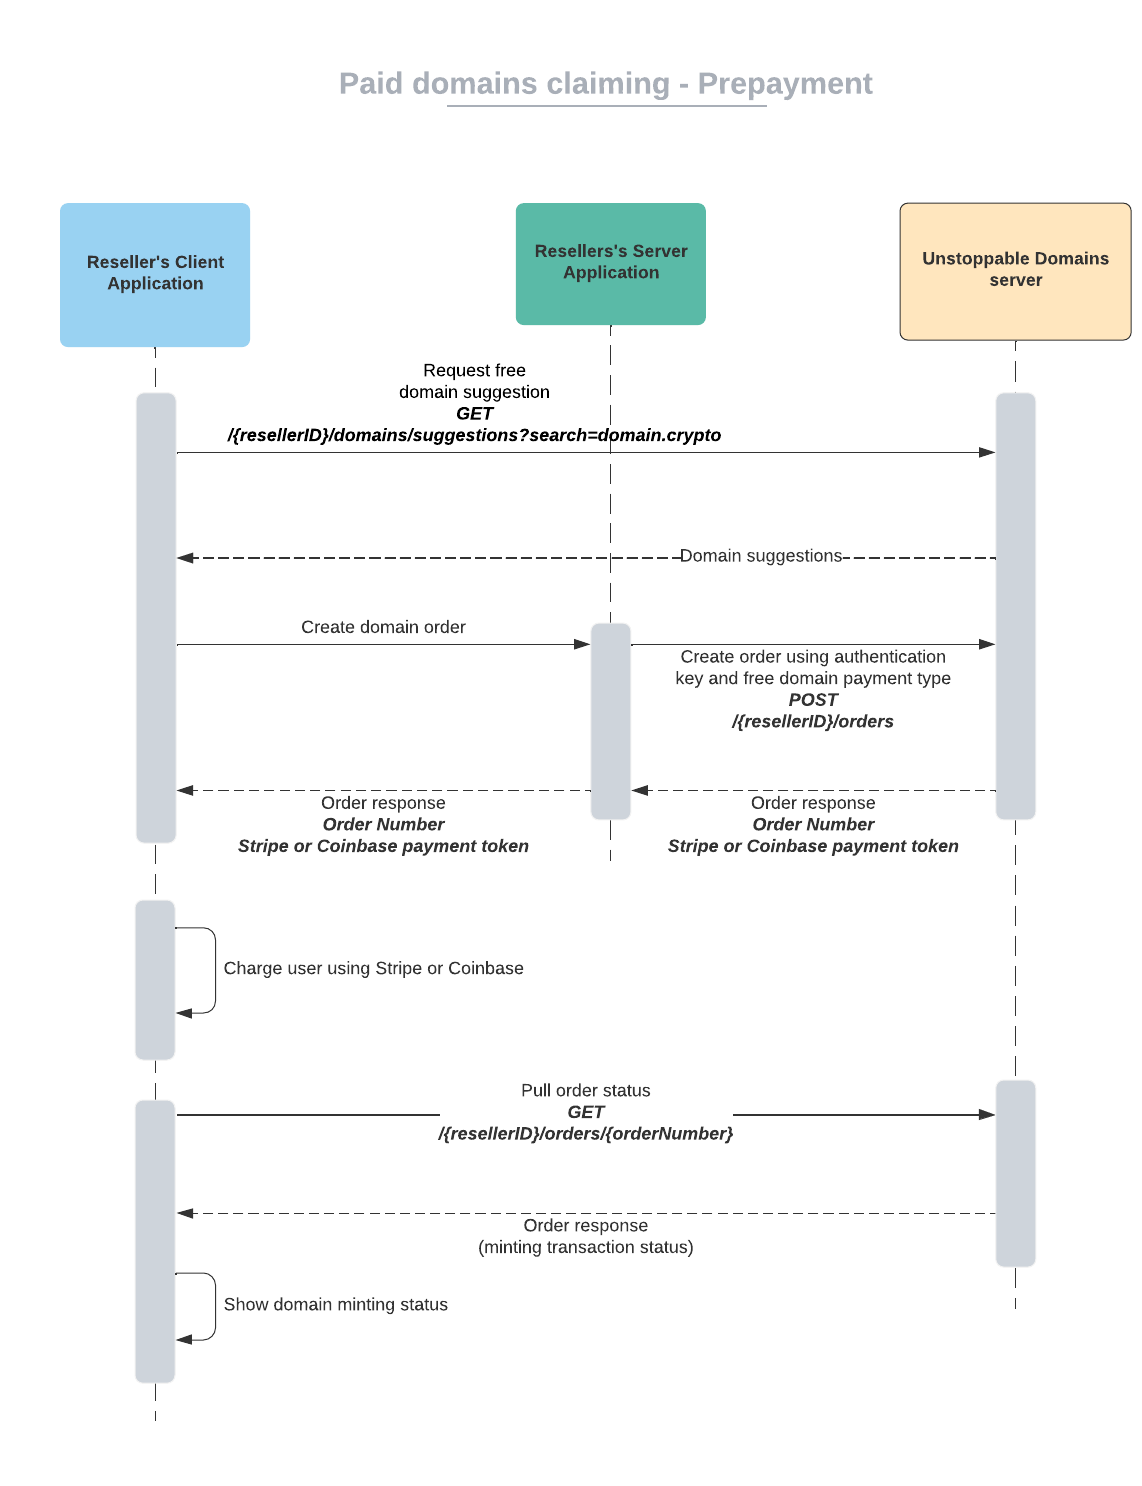 Paid domains claiming - Prepayment
Reseller's Client
Application
Resellers's Server
Application
Unstoppable Domains
server
Request free
domain suggestion
GET
/{resellerID}/domains/suggestions?search=domain.crypto
Domain suggestions
Create domain order
Create order using authentication
key and free domain payment type
POST
/{resellerID}/orders
Order response
Order Number
Stripe or Coinbase payment token
Order response
Order Number
Stripe or Coinbase payment token
Charge user using Stripe or Coinbase
Pull order status
GET
/{resellerID}/orders/{orderNumber}
Order response
(minting transaction status)
Show domain minting status